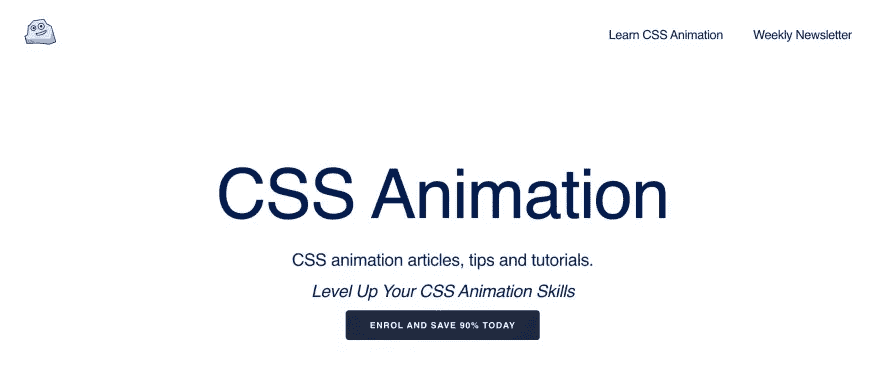 Learn CSS Animation
Weekly Newsletter
CSS Animation
CSS animation articles, tips and tutorials.
Level Up Your CSS Animation Skills
ENROL AND SAVE 90% TODAY